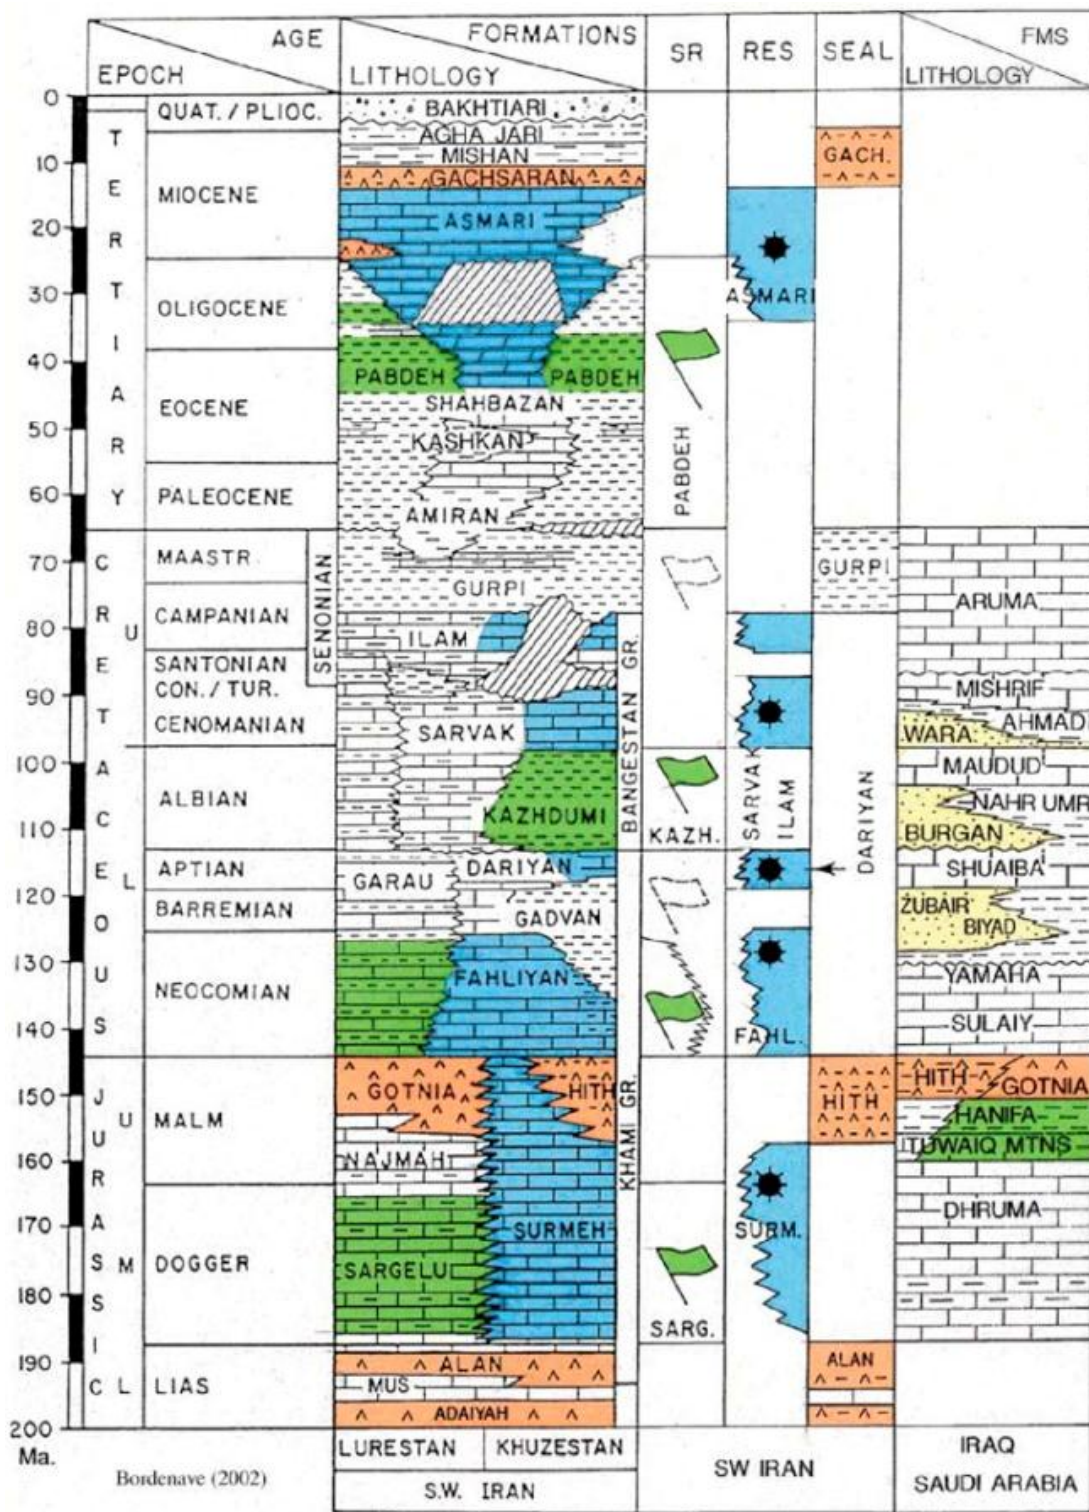 AGE
EPOCH
FORMATIONS
LITHOLOGY
SR
RES
SEAL
FMS
LITHOLOGY
0
10
20
30
40
50
60
70
80
90
100
110
120
130
140
150
160
170
180
190
200
Ma.
TERTIARY
CRETACEOUS
JURASSIC
U
L
U
M
L
QUAT. / PLIOC.
MIOCENE
OLIGOCENE
EOCENE
PALEOCENE
MAASTR.
CAMPANIAN
SANTONIAN
CON. / TUR.
CENOMANIAN
ALBIAN
APTIAN
BARREMIAN
NEOCOMIAN
MALM
DOGGER
LIAS
SENONIAN
BAKHTIARI
AGHA JARI
MISHAN
GACHSARAN
ASMARI
PABDEH
PABDEH
SHAHBAZAN
KASHKAN
AMIRAN
GURPI
ILAM
SARVAK
KAZHDUMI
DARIYAN
GARAU
GADVAN
FAHLIYAN
GOTNIA
HITH
NAJMAH
SURMEH
SARGELU
ALAN
MUS
ADAIYAH
BANGESTAN GR.
KHAMI GR.
PABDEH
KAZH.
SARG.
ASMARI
SARVAK
ILAM
FAHL.
SURM.
GACH.
GURPI
DARIYAN
HITH
ALAN
ARUMA
MISHRIF
AHMADI
WARA
MAUDUD
NAHR UMR
BURGAN
SHUAIBA
ZUBAIR
BIYAD
YAMAHA
SULAIY
HITH
GOTNIA
HANIFA
TUWAIQ MTNS
DHRUMA
LURESTAN
KHUZESTAN
S.W. IRAN
SW IRAN
IRAQ
SAUDI ARABIA
Bordenave (2002)